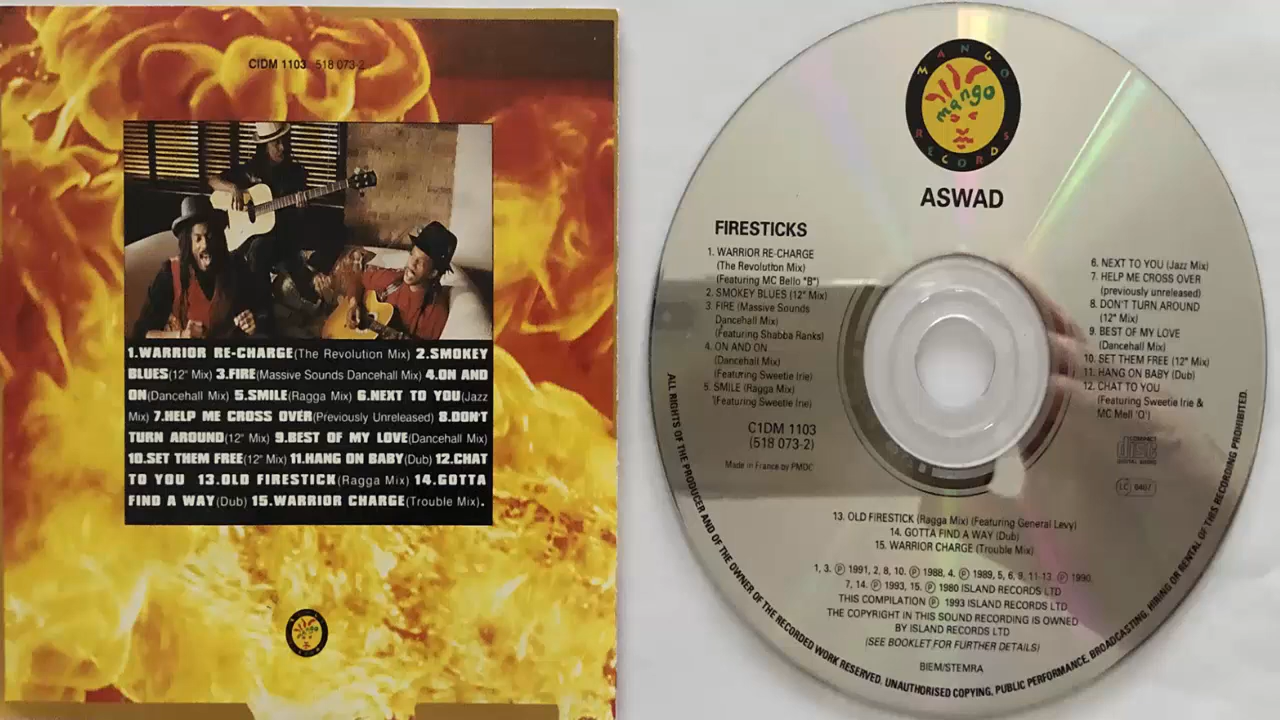 CIDM 1103 518 073-2
1.WARRIOR RE-CHARGE(The Revolution Mix) 2.SMOKEY
BLUES(12" Mix) 3.FIRE(Massive Sounds Dancehall Mix) 4.ON AND
ON(Dancehall Mix) 5.SMILE(Ragga Mix) 6.NEXT TO YOU(Jazz
Mix) 7.HELP ME CROSS OVER(Previously Unreleased) 8.DON'T
TURN AROUND(12" Mix) 9.BEST OF MY LOVE(Dancehall Mix)
10.SET THEM FREE(12" Mix) 11.HANG ON BABY(Dub) 12.CHAT
TO YOU 13.OLD FIRESTICK(Ragga Mix) 14.GOTTA
FIND A WAY(Dub) 15.WARRIOR CHARGE(Trouble Mix).
mango
MANGO
mango
RECORDS
ASWAD
FIRESTICKS
1. WARRIOR RE-CHARGE
(The Revolution Mix)
(Featuring MC Bello "B")
2. SMOKEY BLUES (12" Mix)
3. FIRE (Massive Sounds
Dancehall Mix)
(Featuring Shabba Ranks)
4. ON AND ON
(Dancehall Mix)
(Featuring Sweetie Irie)
5. SMILE (Ragga Mix)
(Featuring Sweetie Irie)
C1DM 1103
(518 073-2)
Made in France by PMDC
6. NEXT TO YOU (Jazz Mix)
7. HELP ME CROSS OVER
(previously unreleased)
8. DON'T TURN AROUND
(12" Mix)
9. BEST OF MY LOVE
(Dancehall Mix)
10. SET THEM FREE (12" Mix)
11. HANG ON BABY (Dub)
12. CHAT TO YOU
(Featuring Sweetie Irie &
MC Mell 'O')
COMPACT
disc
DIGITAL AUDIO
LC 0407
13. OLD FIRESTICK (Ragga Mix) (Featuring General Levy)
14. GOTTA FIND A WAY (Dub)
15. WARRIOR CHARGE (Trouble Mix)
1, 3. ℗ 1991, 2, 8, 10. ℗ 1988, 4. ℗ 1989, 5, 6, 9, 11-13. ℗ 1990,
7, 14. ℗ 1993, 15. ℗ 1980 ISLAND RECORDS LTD
THIS COMPILATION ℗ 1993 ISLAND RECORDS LTD
THE COPYRIGHT IN THIS SOUND RECORDING IS OWNED
BY ISLAND RECORDS LTD
(SEE BOOKLET FOR FURTHER DETAILS)
BIEM/STEMRA
ALL RIGHTS OF THE PRODUCER AND OF THE OWNER OF THE RECORDED WORK RESERVED. UNAUTHORISED COPYING, PUBLIC PERFORMANCE, BROADCASTING, HIRING OR RENTAL OF THIS RECORDING PROHIBITED.